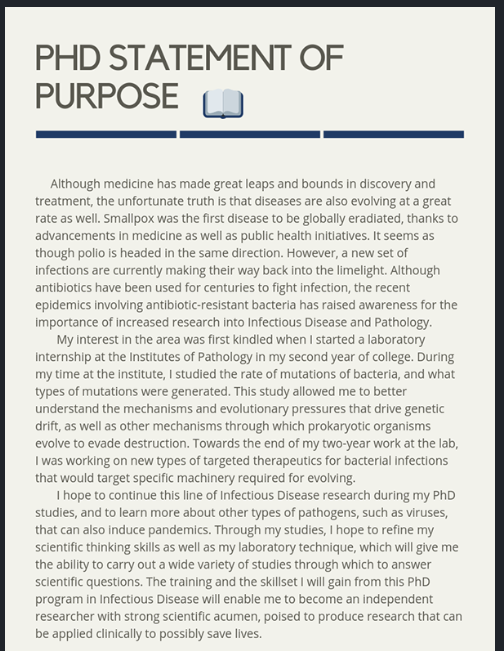 PHD STATEMENT OF
PURPOSE
Although medicine has made great leaps and bounds in discovery and
treatment, the unfortunate truth is that diseases are also evolving at a great
rate as well. Smallpox was the first disease to be globally eradiated, thanks to
advancements in medicine as well as public health initiatives. It seems as
though polio is headed in the same direction. However, a new set of
infections are currently making their way back into the limelight. Although
antibiotics have been used for centuries to fight infection, the recent
epidemics involving antibiotic-resistant bacteria has raised awareness for the
importance of increased research into Infectious Disease and Pathology.
My interest in the area was first kindled when I started a laboratory
internship at the Institutes of Pathology in my second year of college. During
my time at the institute, I studied the rate of mutations of bacteria, and what
types of mutations were generated. This study allowed me to better
understand the mechanisms and evolutionary pressures that drive genetic
drift, as well as other mechanisms through which prokaryotic organisms
evolve to evade destruction. Towards the end of my two-year work at the lab,
I was working on new types of targeted therapeutics for bacterial infections
that would target specific machinery required for evolving.
I hope to continue this line of Infectious Disease research during my PhD
studies, and to learn more about other types of pathogens, such as viruses,
that can also induce pandemics. Through my studies, I hope to refine my
scientific thinking skills as well as my laboratory technique, which will give me
the ability to carry out a wide variety of studies through which to answer
scientific questions. The training and the skillset I will gain from this PhD
program in Infectious Disease will enable me to become an independent
researcher with strong scientific acumen, poised to produce research that can
be applied clinically to possibly save lives.